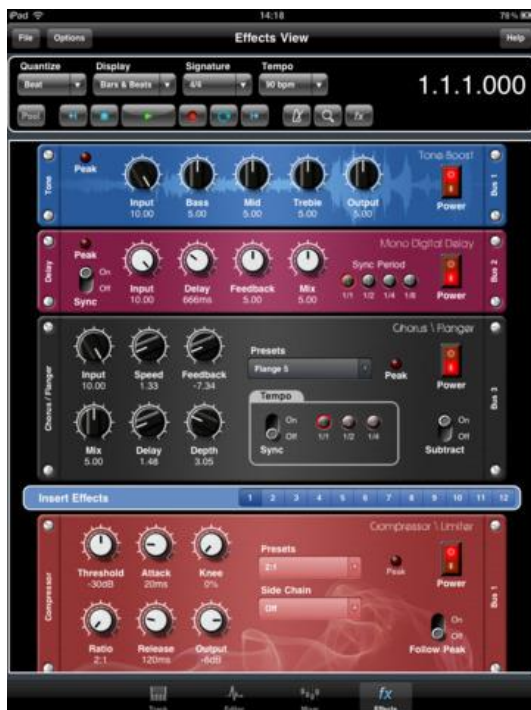 iPad 14:18 78%
File Options Effects View Help
Quantize Display Signature Tempo
Beat Bars & Beats 4/4 90 bpm 1.1.1.000
Pool fx
Tone Peak Tone Boost Bus 1
Input Bass Mid Treble Output Power
10.00 5.00 5.00 5.00 5.00
Delay Peak Mono Digital Delay Bus 2
On Off Sync Period
Sync Input Delay Feedback Mix 1/1 1/2 1/4 1/8 Power
10.00 666ms 5.00 5.00
Chorus / Flanger Chorus \ Flanger Bus 3
Input Speed Feedback Presets
10.00 1.33 -7.34 Flange 5 Peak Power
Tempo
On Off 1/1 1/2 1/4 On Off
Mix Delay Depth Sync Subtract
5.00 1.48 3.05
Insert Effects 1 2 3 4 5 6 7 8 9 10 11 12
Compressor Compressor \ Limiter Bus 1
Threshold Attack Knee Presets
-30dB 20ms 0% 2:1 Peak Power
Side Chain
Off On Off
Ratio Release Output Follow Peak
2:1 120ms -6dB
fx
Track Editor Mixer Effects